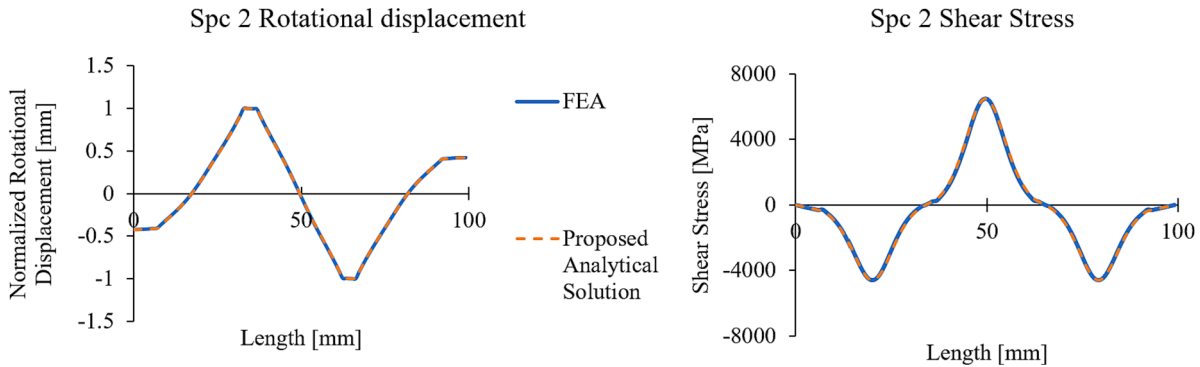 Spc 2 Rotational displacement
Normalized Rotational
Displacement [mm]
1.5
1
0.5
0
-0.5
-1
-1.5
0
50
100
Length [mm]
FEA
Proposed
Analytical
Solution
Spc 2 Shear Stress
Shear Stress [MPa]
8000
4000
0
-4000
-8000
0
50
100
Length [mm]